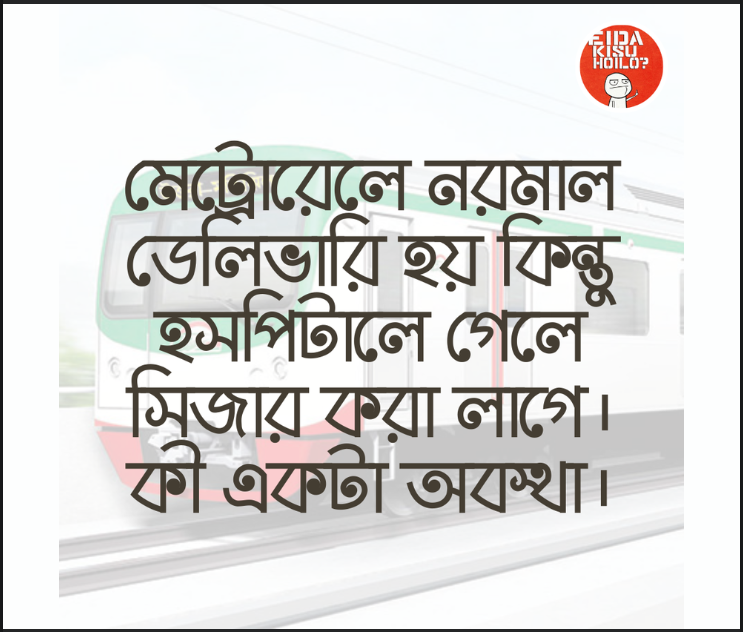 EIDA
KISU
HOILO?
মেট্রোরেলে নরমাল
ডেলিভারি হয় কিন্তু
হসপিটালে গেলে
সিজার করা লাগে।
কী একটা অবস্থা।